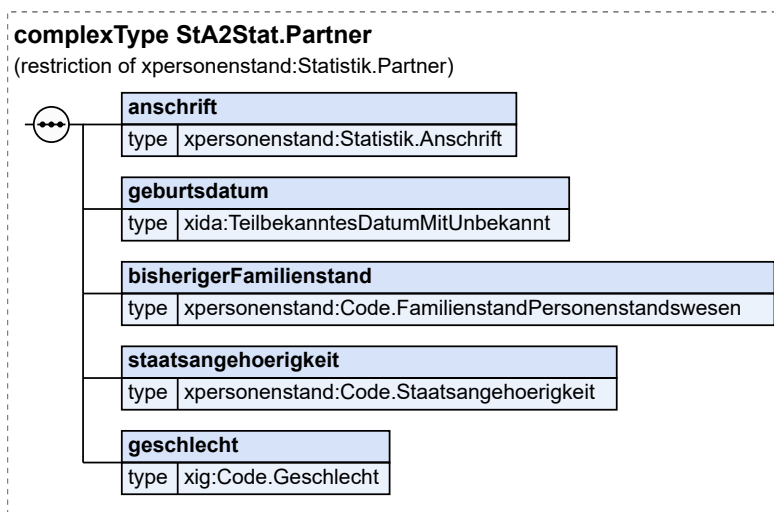 complexType StA2Stat.Partner
(restriction of xpersonenstand:Statistik.Partner)
anschrift
type xpersonenstand:Statistik.Anschrift
geburtsdatum
type xida:TeilbekanntesDatumMitUnbekannt
bisherigerFamilienstand
type xpersonenstand:Code.FamilienstandPersonenstandswesen
staatsangehoerigkeit
type xpersonenstand:Code.Staatsangehoerigkeit
geschlecht
type xig:Code.Geschlecht